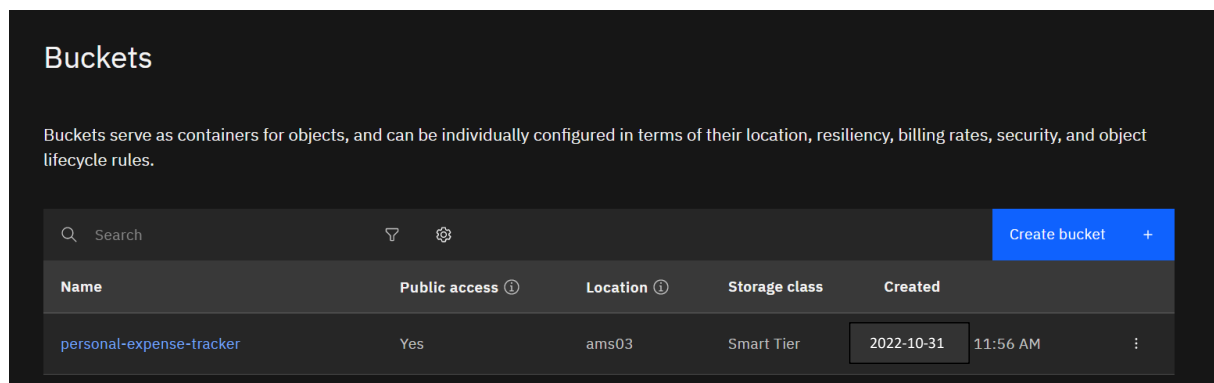 Buckets
Buckets serve as containers for objects, and can be individually configured in terms of their location, resiliency, billing rates, security, and object
lifecycle rules.
Search Create bucket +
Name Public access Location Storage class Created
personal-expense-tracker Yes ams03 Smart Tier 2022-10-31 11:56 AM